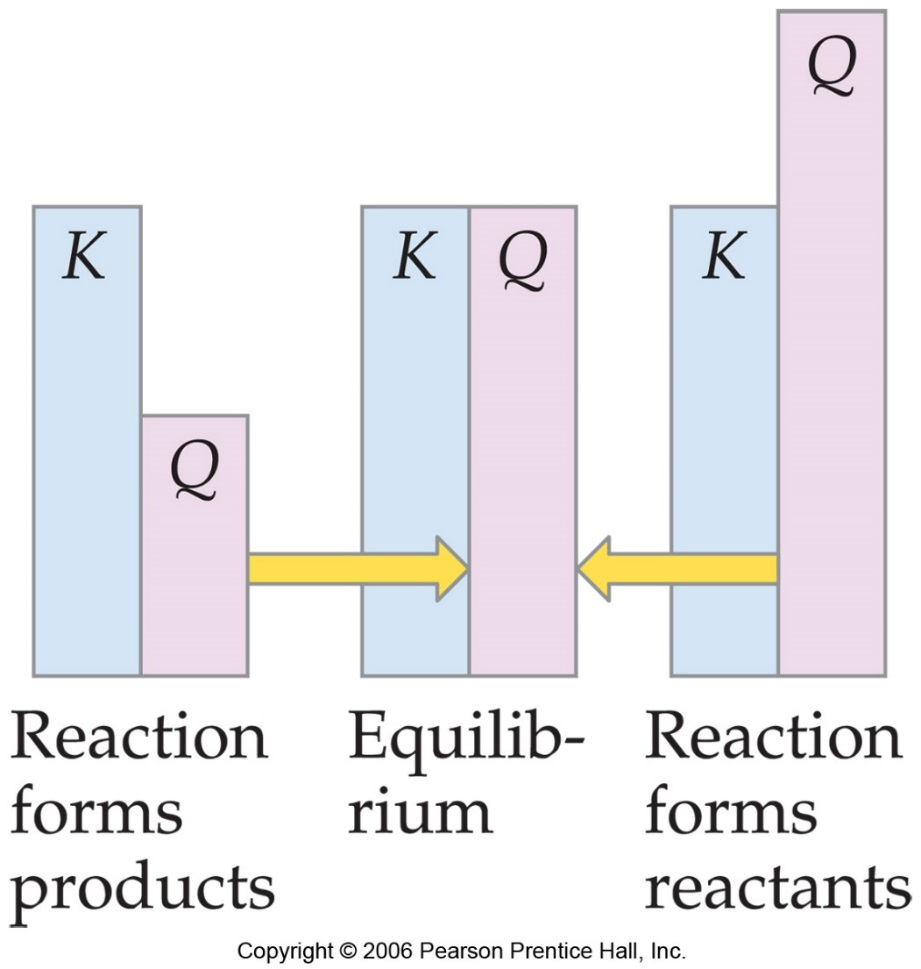 Q
K
K
Q
K
Q
Reaction
forms
products
Equilib-
rium
Reaction
forms
reactants
Copyright © 2006 Pearson Prentice Hall, Inc.